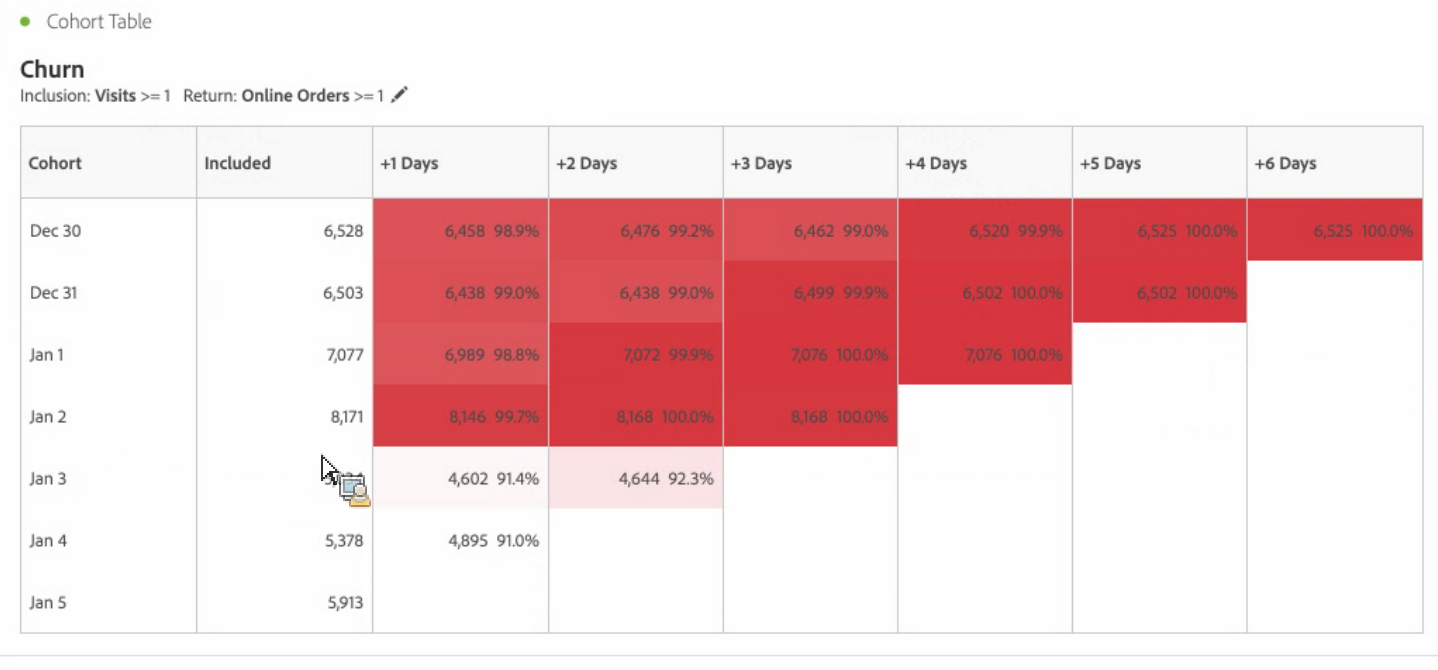 Cohort Table
Churn
Inclusion: Visits >= 1 Return: Online Orders >= 1
Cohort Included +1 Days +2 Days +3 Days +4 Days +5 Days +6 Days
Dec 30 6,528 6,458 98.9% 6,476 99.2% 6,462 99.0% 6,520 99.9% 6,525 100.0% 6,525 100.0%
Dec 31 6,503 6,438 99.0% 6,438 99.0% 6,499 99.9% 6,502 100.0% 6,502 100.0%
Jan 1 7,077 6,989 98.8% 7,072 99.9% 7,076 100.0% 7,076 100.0%
Jan 2 8,171 8,146 99.7% 8,168 100.0% 8,168 100.0%
Jan 3 4,602 91.4% 4,644 92.3%
Jan 4 5,378 4,895 91.0%
Jan 5 5,913